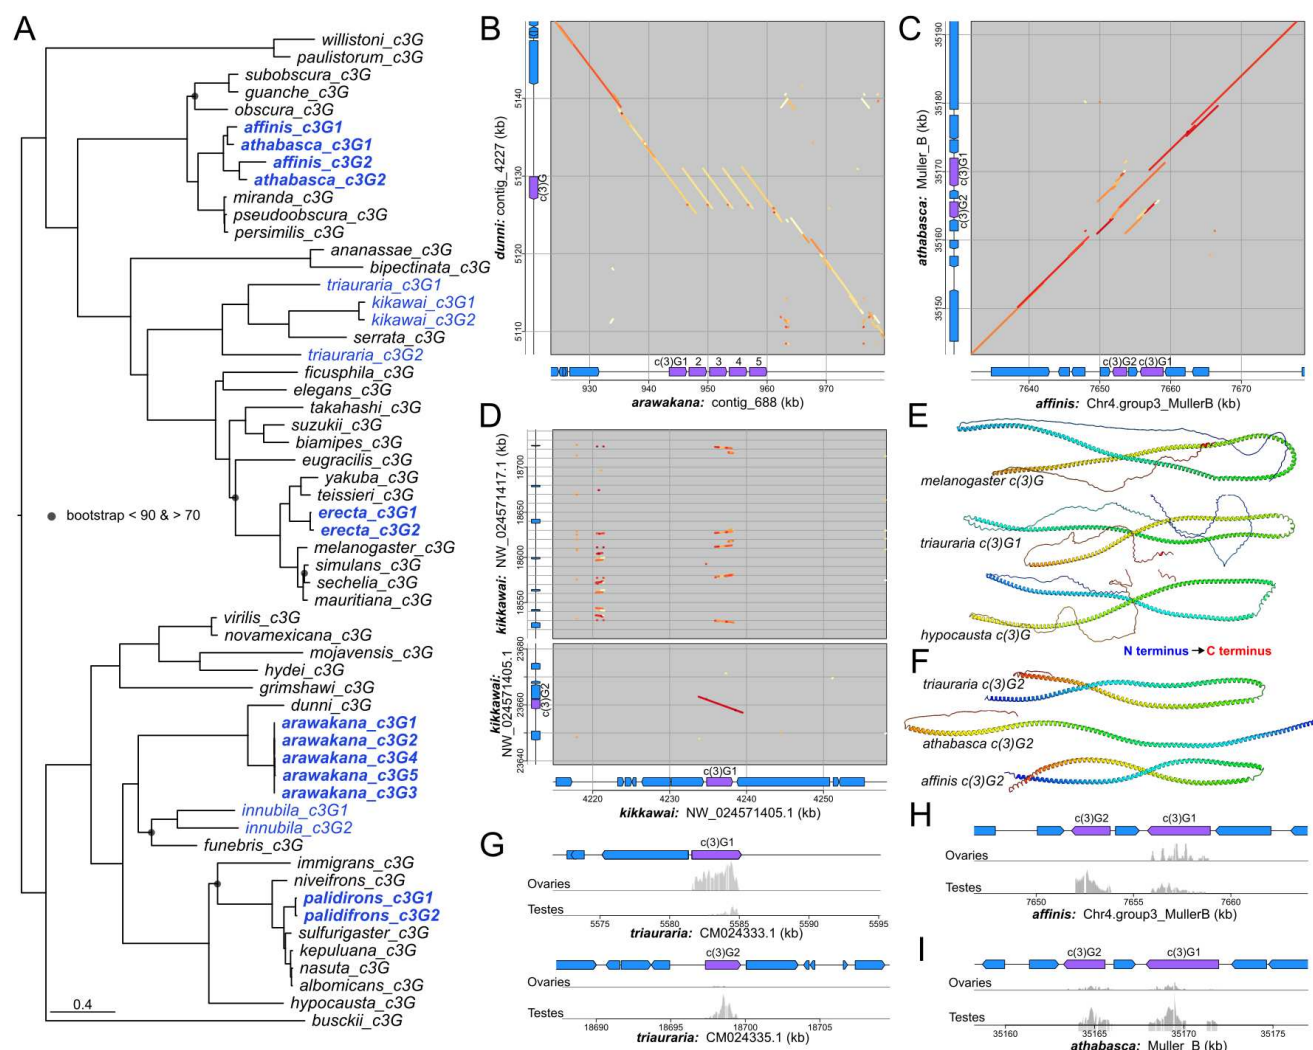 A
willistoni_c3G
paulistorum_c3G
subobscura_c3G
guanche_c3G
obscura_c3G
affinis_c3G1
athabasca_c3G1
affinis_c3G2
athabasca_c3G2
miranda_c3G
pseudoobscura_c3G
persimilis_c3G
ananassae_c3G
bipectinata_c3G
triauraria_c3G1
kikawai_c3G1
kikawai_c3G2
serrata_c3G
triauraria_c3G2
ficusphila_c3G
elegans_c3G
takahashi_c3G
suzukii_c3G
biamipes_c3G
eugracilis_c3G
yakuba_c3G
teissieri_c3G
bootstrap < 90 & > 70
erecta_c3G1
erecta_c3G2
melanogaster_c3G
simulans_c3G
sechelia_c3G
mauritiana_c3G
virilis_c3G
novamexicana_c3G
mojavensis_c3G
hydei_c3G
grimshawi_c3G
dunni_c3G
arawakana_c3G1
arawakana_c3G2
arawakana_c3G4
arawakana_c3G5
arawakana_c3G3
innubila_c3G1
innubila_c3G2
funebris_c3G
immigrans_c3G
niveifrons_c3G
palidirons_c3G1
palidifrons_c3G2
sulfurigaster_c3G
kepuluana_c3G
nasuta_c3G
albomicans_c3G
hypocausta_c3G
busckii_c3G
0.4
B
dunni: contig_4227 (kb)
5140
5130
5120
5110
c(3)G
c(3)G1 2 3 4 5
930 940 950 960 970
arawakana: contig_688 (kb)
C
athabasca: Muller_B (kb)
35190
35180
35170
35160
35150
c(3)G1
c(3)G2
c(3)G2 c(3)G1
7640 7650 7660 7670
affinis: Chr4.group3_MullerB (kb)
D
kikkawai: NW_024571417.1 (kb)
18700
18650
18600
18550
kikkawai:
NW_024571405.1
23680
23660
23640
c(3)G2
c(3)G1
4220 4230 4240 4250
kikkawai: NW_024571405.1 (kb)
E
melanogaster c(3)G
triauraria c(3)G1
hypocausta c(3)G
N terminus → C terminus
F
triauraria c(3)G2
athabasca c(3)G2
affinis c(3)G2
G
c(3)G1
Ovaries
Testes
5575 5580 5585 5590 5595
triauraria: CM024333.1 (kb)
c(3)G2
Ovaries
Testes
18690 18695 18700 18705
triauraria: CM024335.1 (kb)
H
c(3)G2 c(3)G1
Ovaries
Testes
7650 7655 7660
affinis: Chr4.group3_MullerB (kb)
I
c(3)G2 c(3)G1
Ovaries
Testes
35160 35165 35170 35175
athabasca: Muller_B (kb)